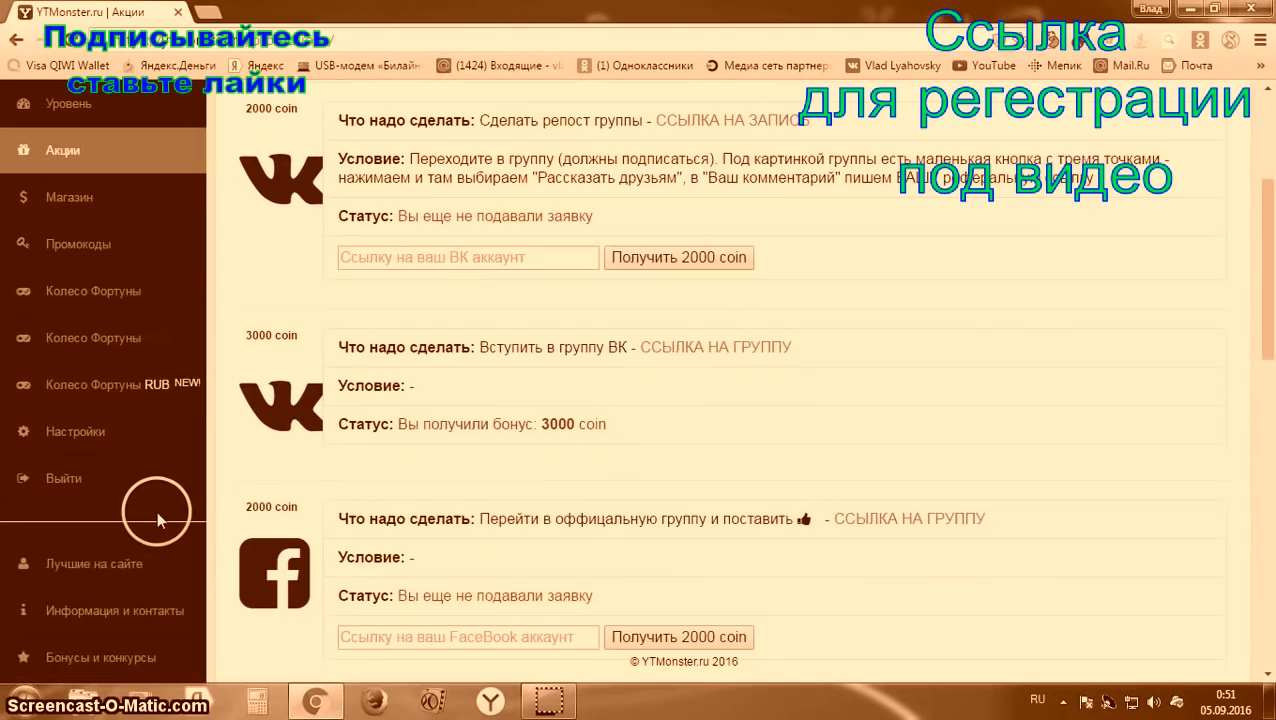 YTMonster.ru | Акции
Влад
Visa QIWI Wallet
Яндекс.Деньги
Яндекс
USB-модем «Билайн
(1424) Входящие -
(1) Одноклассники
Медиа сеть партнер
Vlad Lyahovsky
YouTube
Мепик
Mail.Ru
Почта
»
Подписывайтесь
ставьте лайки
Ссылка
для регестрации
под видео
Уровень
Акции
Магазин
Промокоды
Колесо Фортуны
Колесо Фортуны
Колесо Фортуны RUB NEW!
Настройки
Выйти
Лучшие на сайте
Информация и контакты
Бонусы и конкурсы
2000 coin
Что надо сделать: Сделать репост группы - ССЫЛКА НА ЗАПИСЬ
Условие: Переходите в группу (должны подписаться). Под картинкой группы есть маленькая кнопка с тремя точками -
нажимаем и там выбираем "Рассказать друзьям", в "Ваш комментарий" пишем ВАШУ реферальную ссылку
Статус: Вы еще не подавали заявку
Ссылку на ваш ВК аккаунт
Получить 2000 coin
3000 coin
Что надо сделать: Вступить в группу ВК - ССЫЛКА НА ГРУППУ
Условие: -
Статус: Вы получили бонус: 3000 coin
2000 coin
Что надо сделать: Перейти в оффицальную группу и поставить - ССЫЛКА НА ГРУППУ
Условие: -
Статус: Вы еще не подавали заявку
Ссылку на ваш FaceBook аккаунт
Получить 2000 coin
© YTMonster.ru 2016
Screencast-O-Matic.com
RU
0:51
05.09.2016